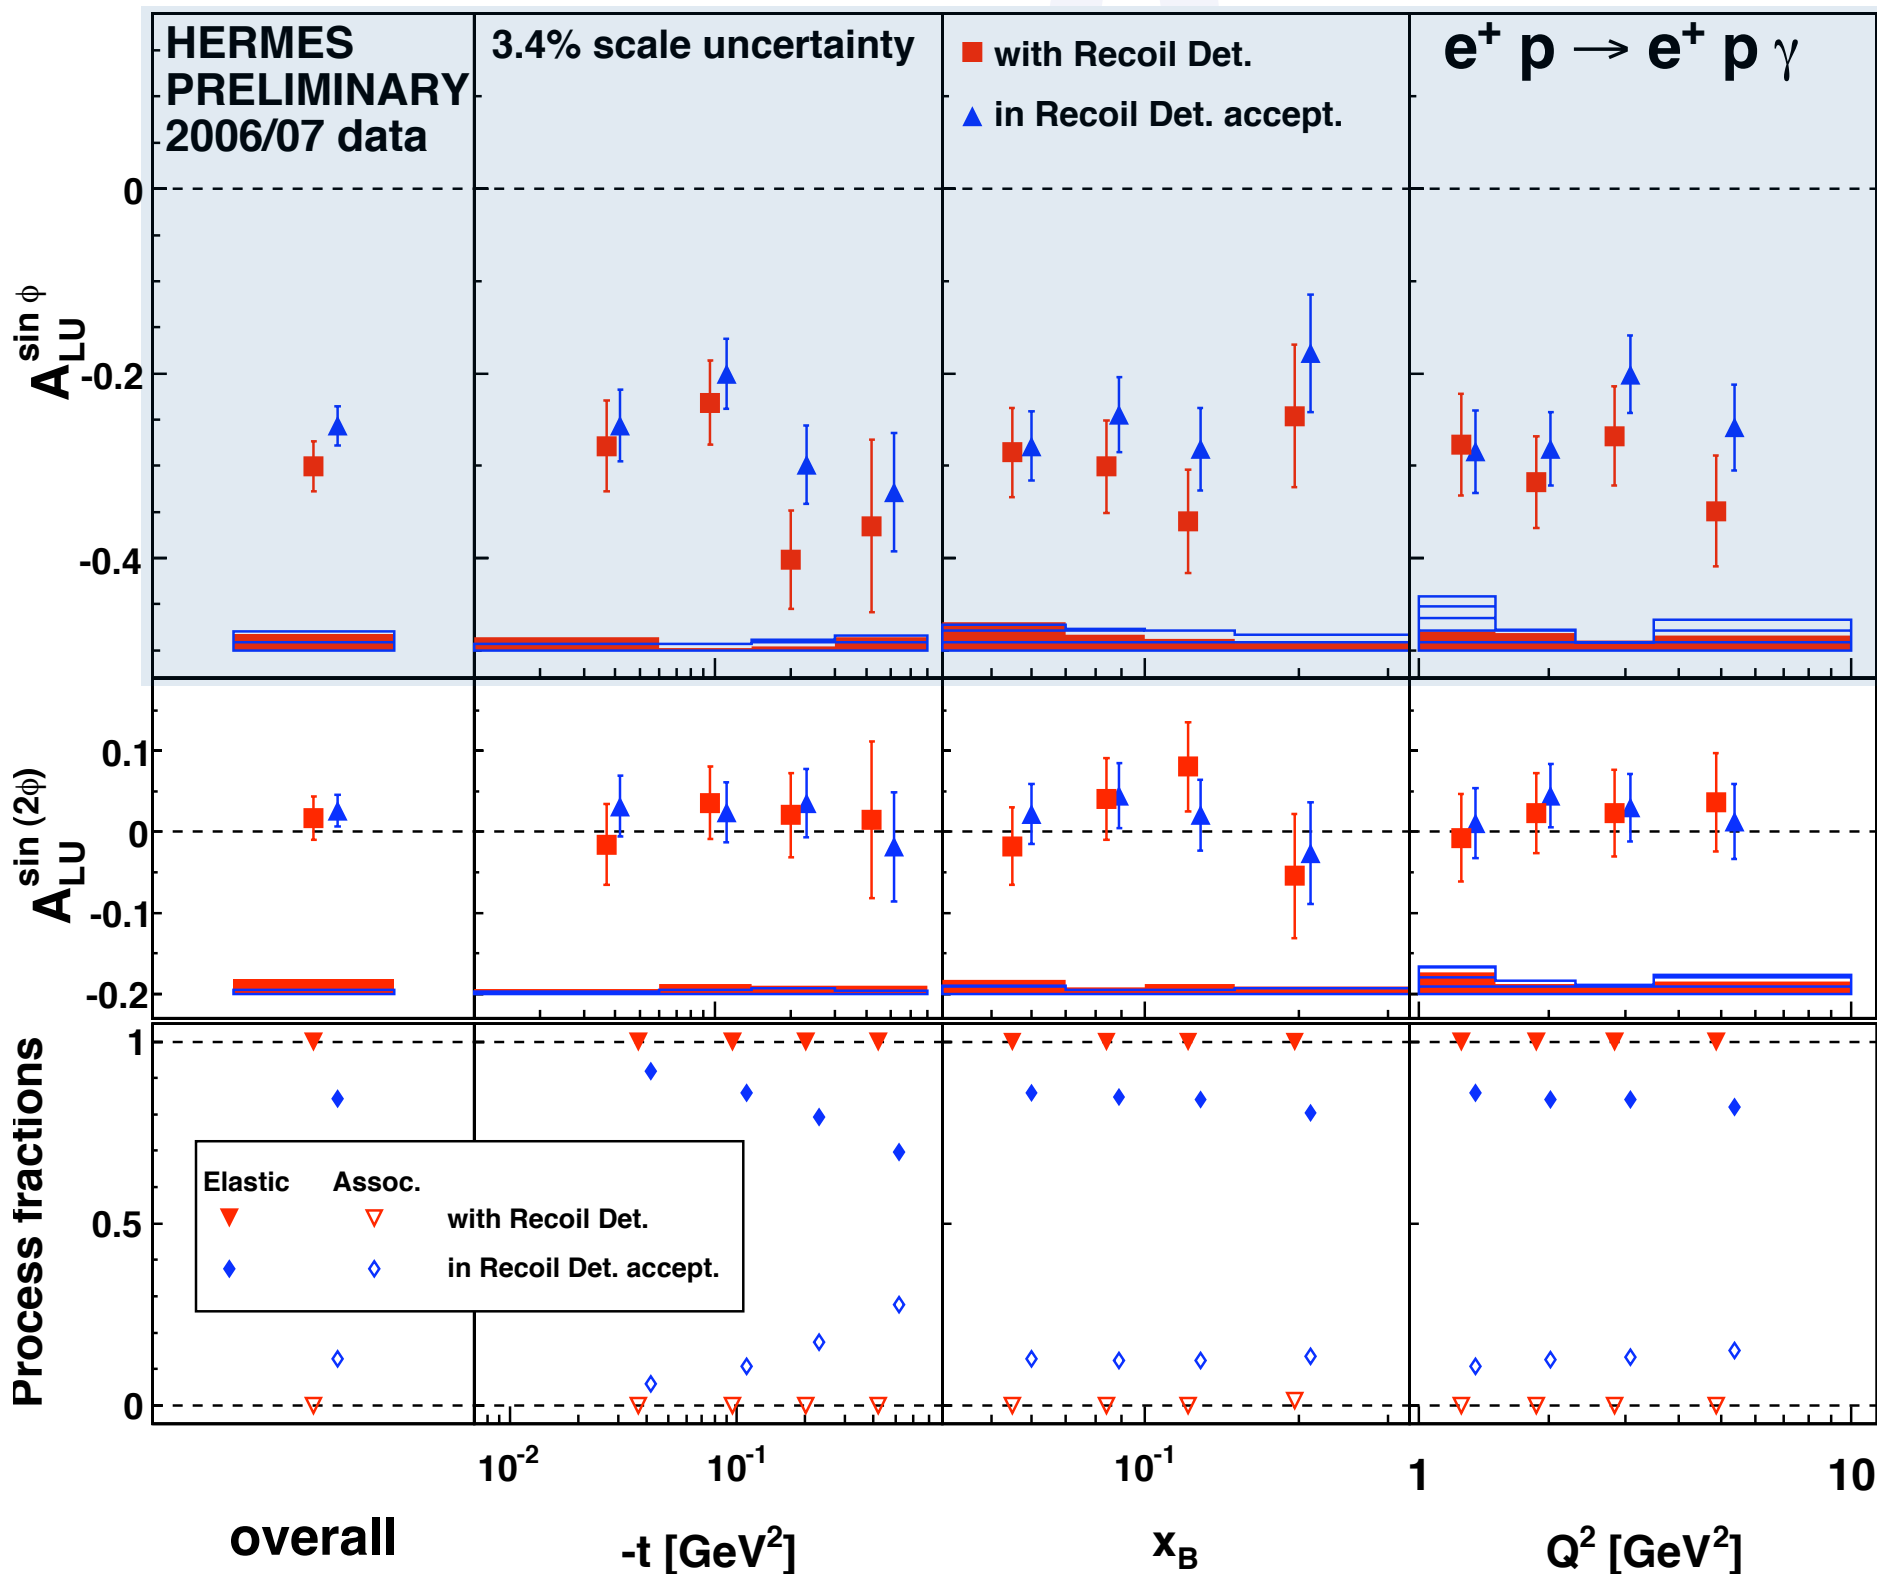 HERMES
PRELIMINARY
2006/07 data
3.4% scale uncertainty
with Recoil Det.
in Recoil Det. accept.
e⁺ p → e⁺ p γ
A_LU^sin ϕ
0
-0.2
-0.4
A_LU^sin (2ϕ)
0.1
0
-0.1
-0.2
Process fractions
1
0.5
0
Elastic Assoc.
with Recoil Det.
in Recoil Det. accept.
10⁻² 10⁻¹ 10⁻¹ 1 10
overall -t [GeV²] x_B Q² [GeV²]